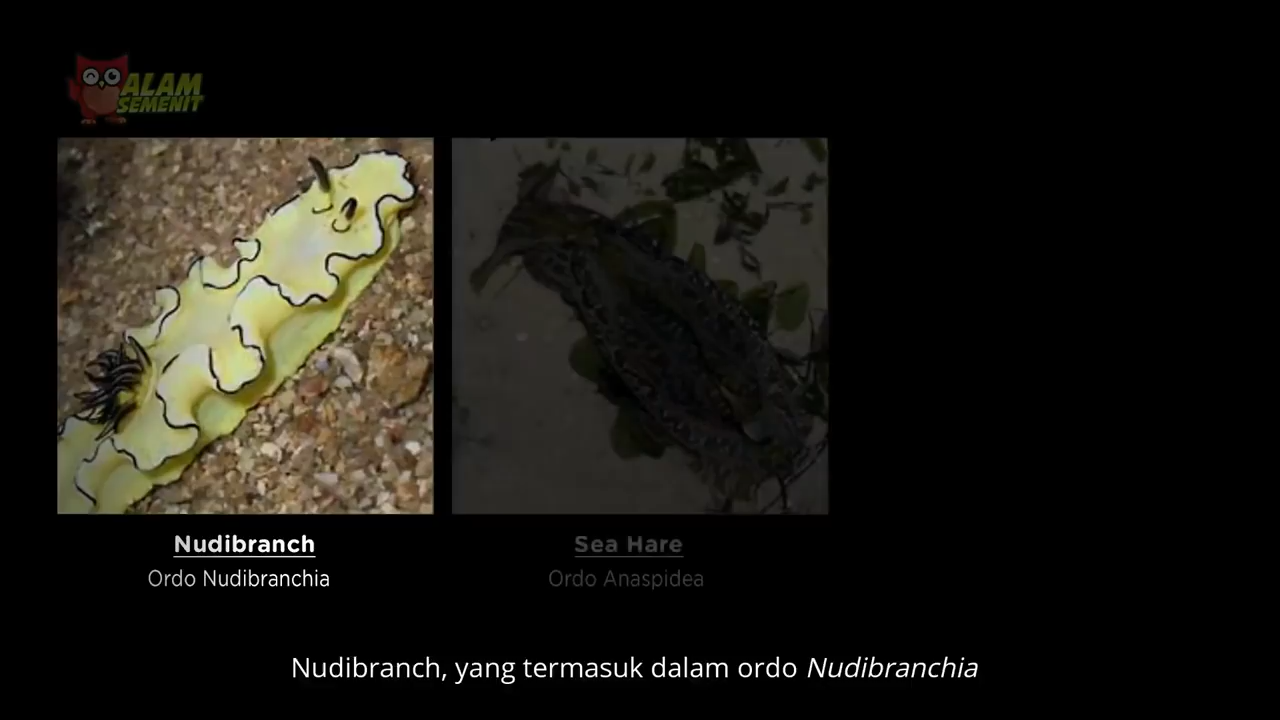 ALAM
SEMENIT
Nudibranch
Ordo Nudibranchia
Sea Hare
Ordo Anaspidea
Nudibranch, yang termasuk dalam ordo Nudibranchia